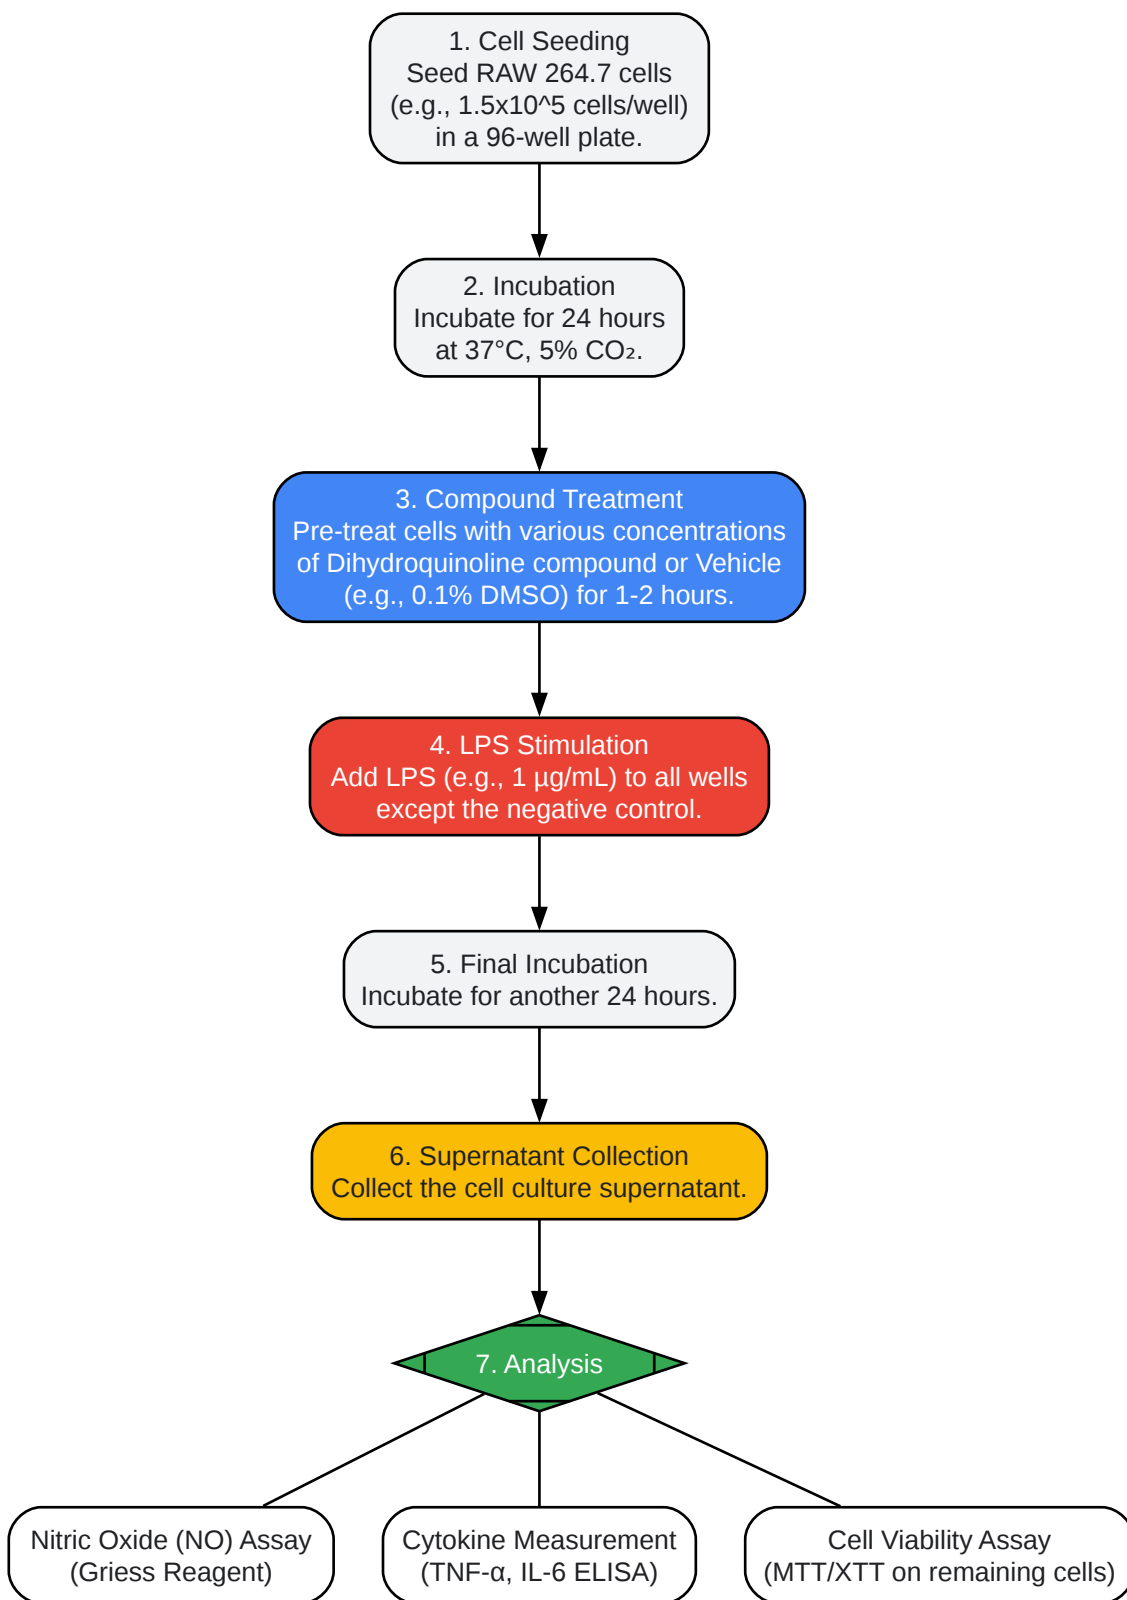 1. Cell Seeding
Seed RAW 264.7 cells
(e.g., 1.5x10^5 cells/well)
in a 96-well plate.
2. Incubation
Incubate for 24 hours
at 37°C, 5% CO₂.
3. Compound Treatment
Pre-treat cells with various concentrations
of Dihydroquinoline compound or Vehicle
(e.g., 0.1% DMSO) for 1-2 hours.
4. LPS Stimulation
Add LPS (e.g., 1 µg/mL) to all wells
except the negative control.
5. Final Incubation
Incubate for another 24 hours.
6. Supernatant Collection
Collect the cell culture supernatant.
7. Analysis
Nitric Oxide (NO) Assay
(Griess Reagent)
Cytokine Measurement
(TNF-α, IL-6 ELISA)
Cell Viability Assay
(MTT/XTT on remaining cells)